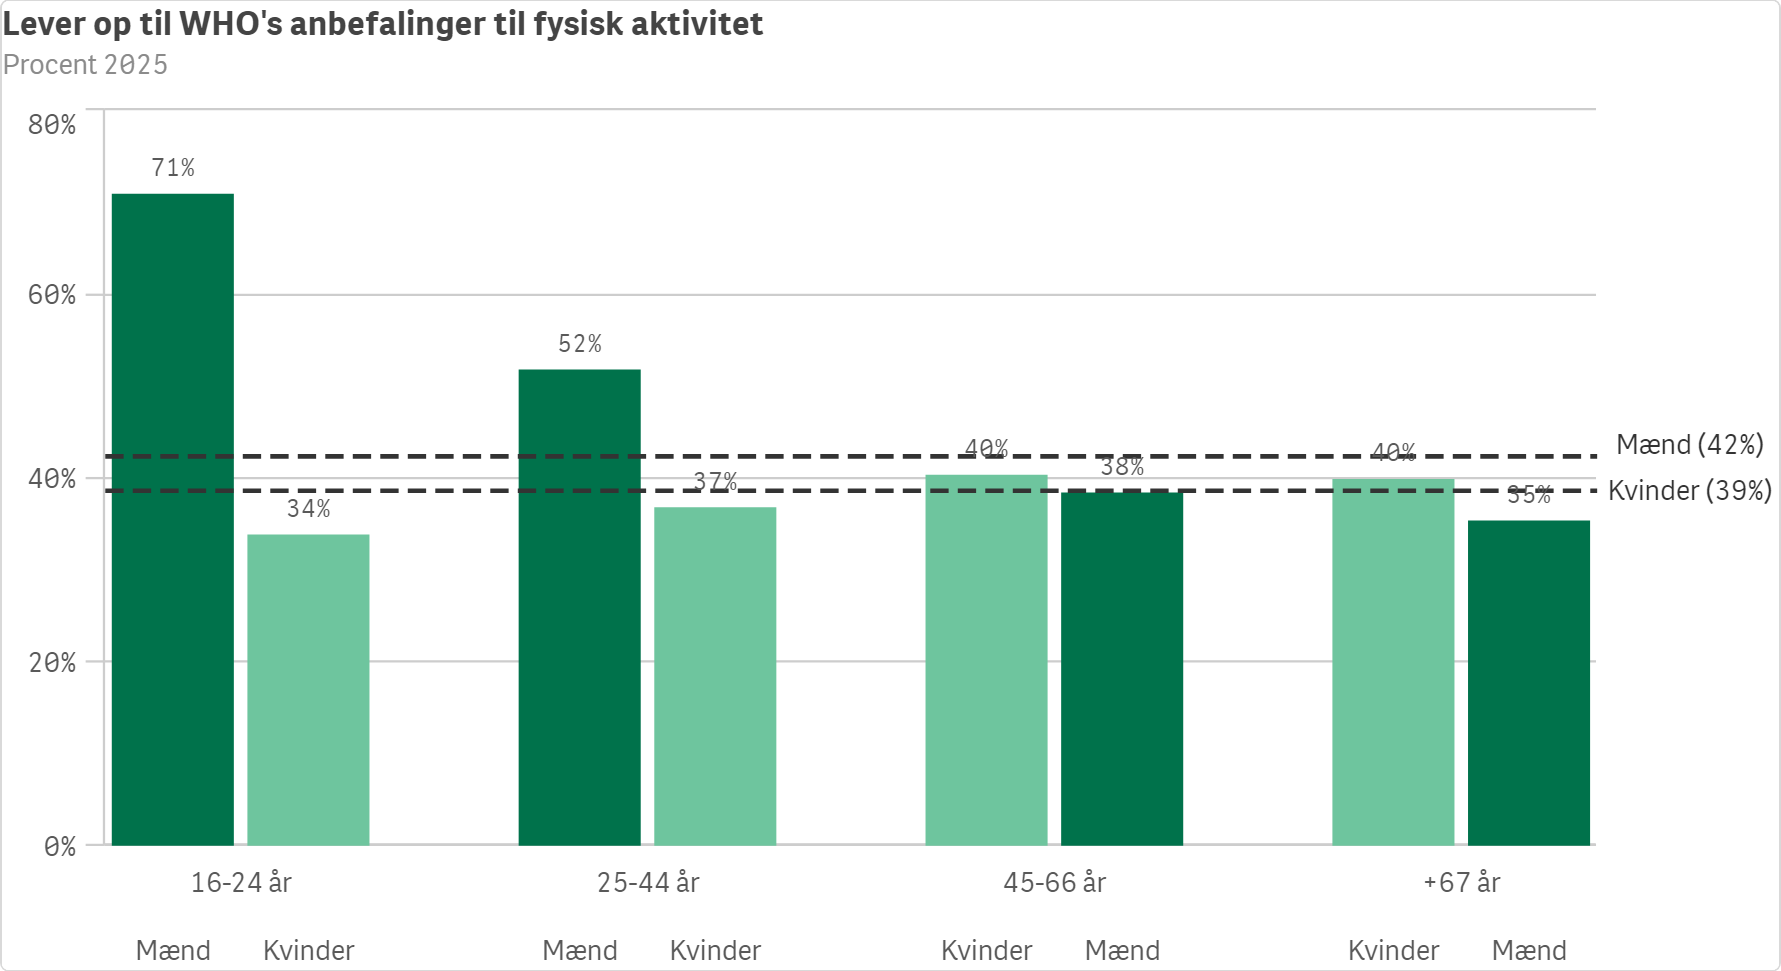 Lever op til WHO's anbefalinger til fysisk aktivitet
Procent 2025
80%
60%
40%
20%
0%
71%
34%
52%
37%
40%
38%
40%
35%
Mænd (42%)
Kvinder (39%)
16-24 år
25-44 år
45-66 år
+67 år
Mænd Kvinder Mænd Kvinder Kvinder Mænd Kvinder Mænd